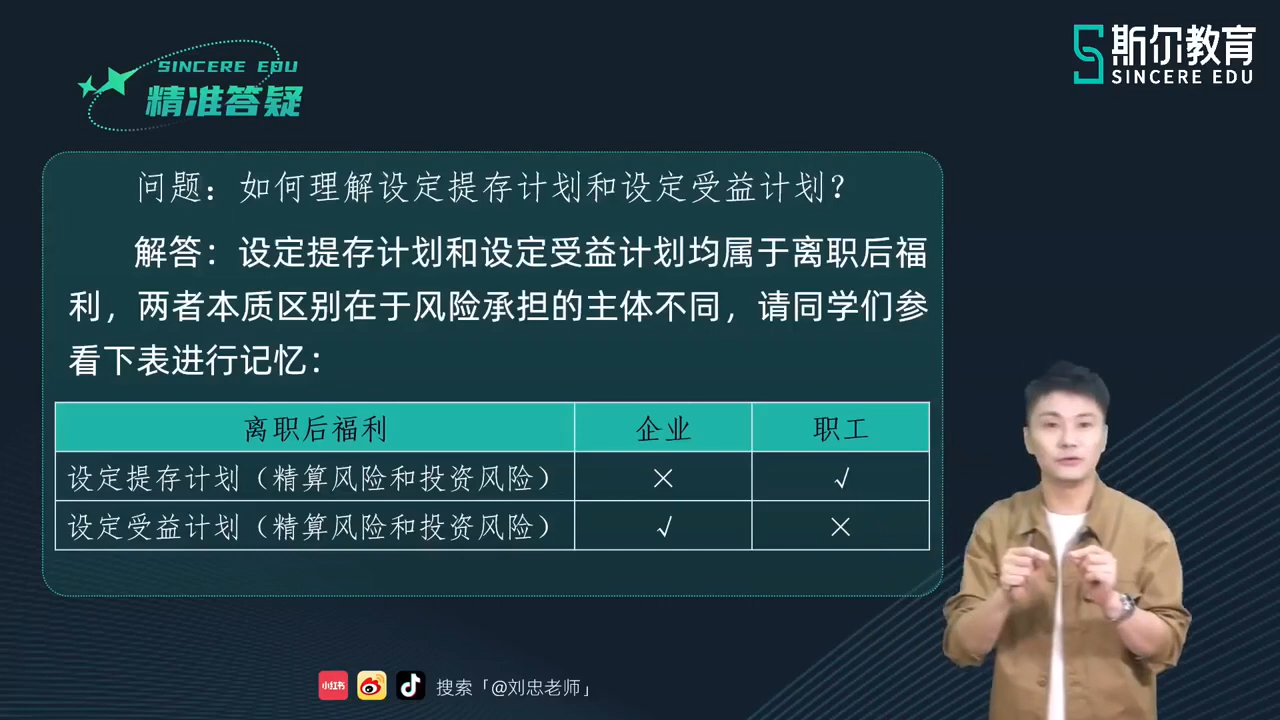 SINCERE EDU
精准答疑
斯尔教育
SINCERE EDU
问题：如何理解设定提存计划和设定受益计划？
解答：设定提存计划和设定受益计划均属于离职后福
利，两者本质区别在于风险承担的主体不同，请同学们参
看下表进行记忆：
离职后福利 企业 职工
设定提存计划（精算风险和投资风险） × √
设定受益计划（精算风险和投资风险） √ ×
小红书
搜索「@刘忠老师」